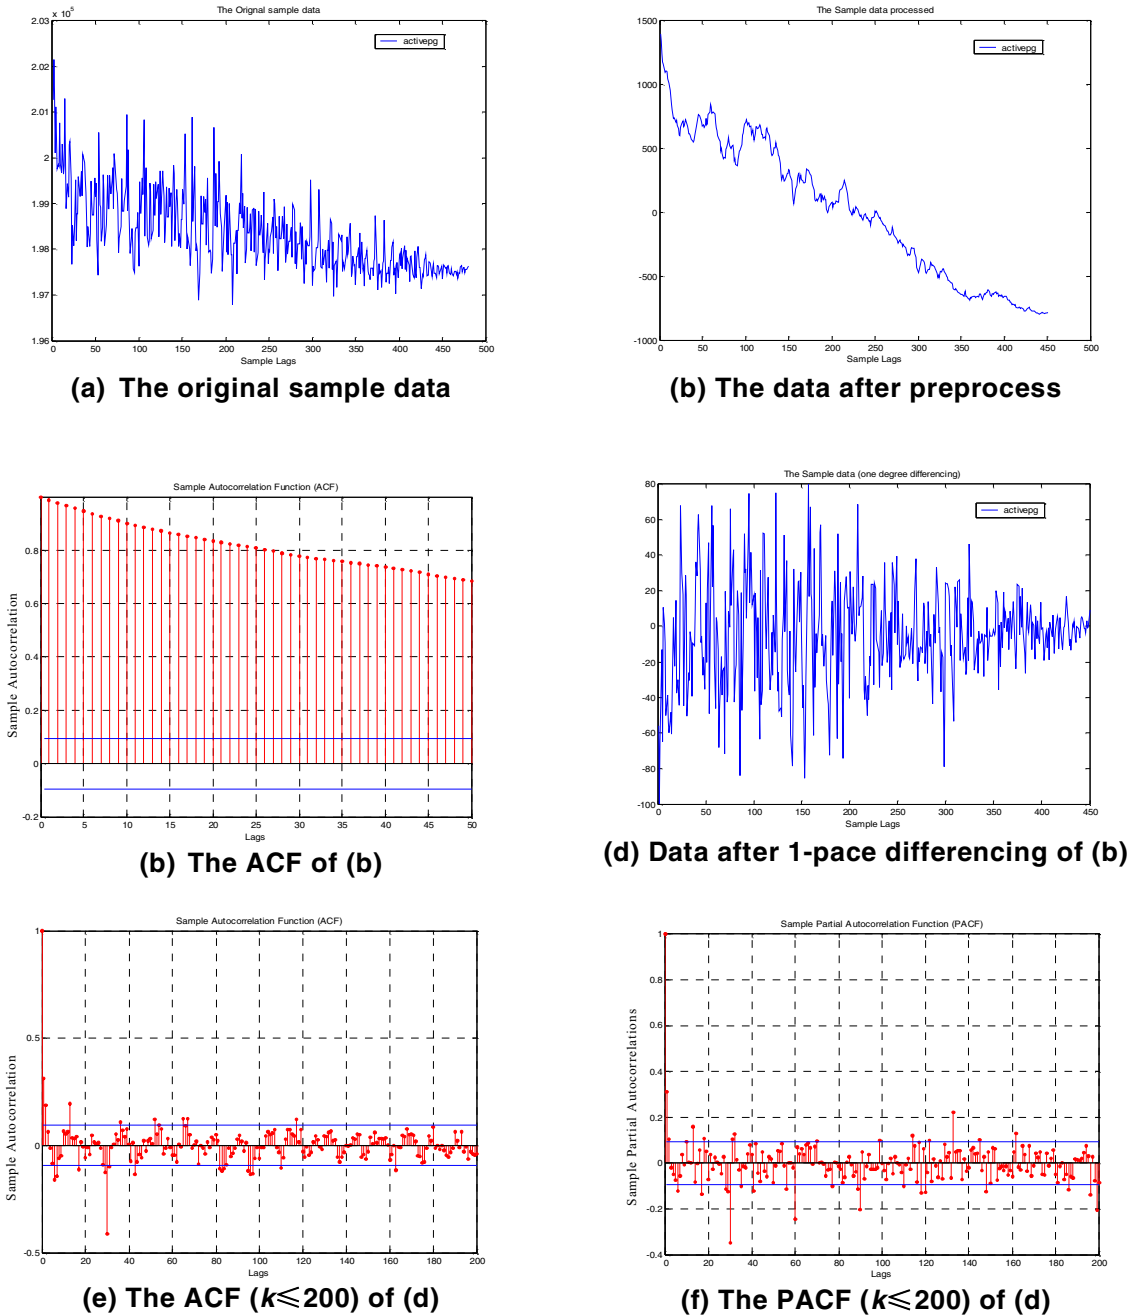 The Orignal sample data
2.03 x 10^5
activepg
2.02
2.01
2
1.99
1.98
1.97
1.96
0 50 100 150 200 250 300 350 400 450 500
Sample Lags
(a) The original sample data
The Sample data processed
1500
activepg
1000
500
0
-500
-1000
0 50 100 150 200 250 300 350 400 450 500
Sample Lags
(b) The data after preprocess
Sample Autocorrelation Function (ACF)
Sample Autocorrelation
0.8
0.6
0.4
0.2
0
-0.2
0 5 10 15 20 25 30 35 40 45 50
Lags
(b) The ACF of (b)
The Sample data (one degree differencing)
80
activepg
60
40
20
0
-20
-40
-60
-80
-100
0 50 100 150 200 250 300 350 400 450
Sample Lags
(d) Data after 1-pace differencing of (b)
Sample Autocorrelation Function (ACF)
Sample Autocorrelation
1
0.5
0
-0.5
0 20 40 60 80 100 120 140 160 180 200
Lags
(e) The ACF (k≤200) of (d)
Sample Partial Autocorrelation Function (PACF)
Sample Partial Autocorrelations
1
0.8
0.6
0.4
0.2
0
-0.2
-0.4
0 20 40 60 80 100 120 140 160 180 200
Lags
(f) The PACF (k≤200) of (d)